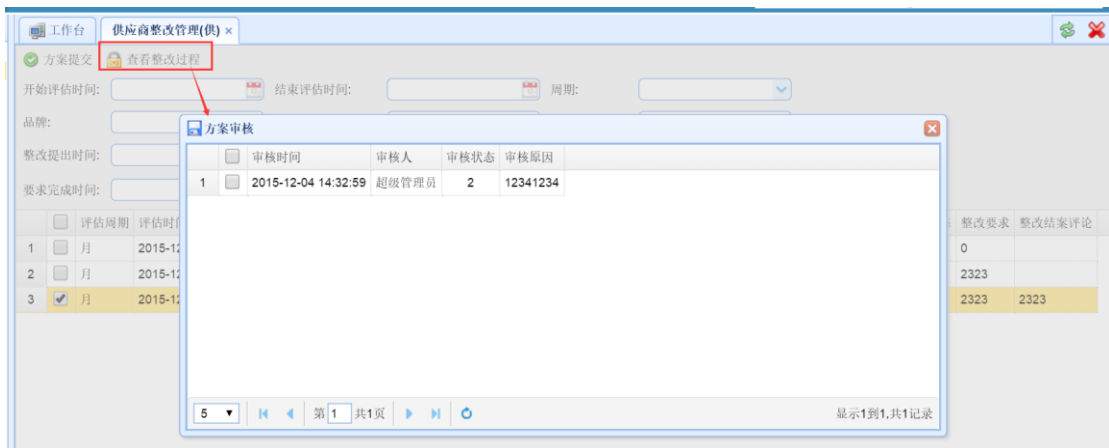 工作台 供应商整改管理(供) ×
方案提交 查看整改过程
开始评估时间: 结束评估时间: 周期:
品牌:
整改提出时间:
要求完成时间:
方案审核
审核时间 审核人 审核状态 审核原因
1 2015-12-04 14:32:59 超级管理员 2 12341234
评估周期 评估时 整改要求 整改结案评论
1 月 2015-12 0
2 月 2015-12 2323
3 月 2015-12 2323 2323
5 第 1 共1页 显示1到1,共1记录